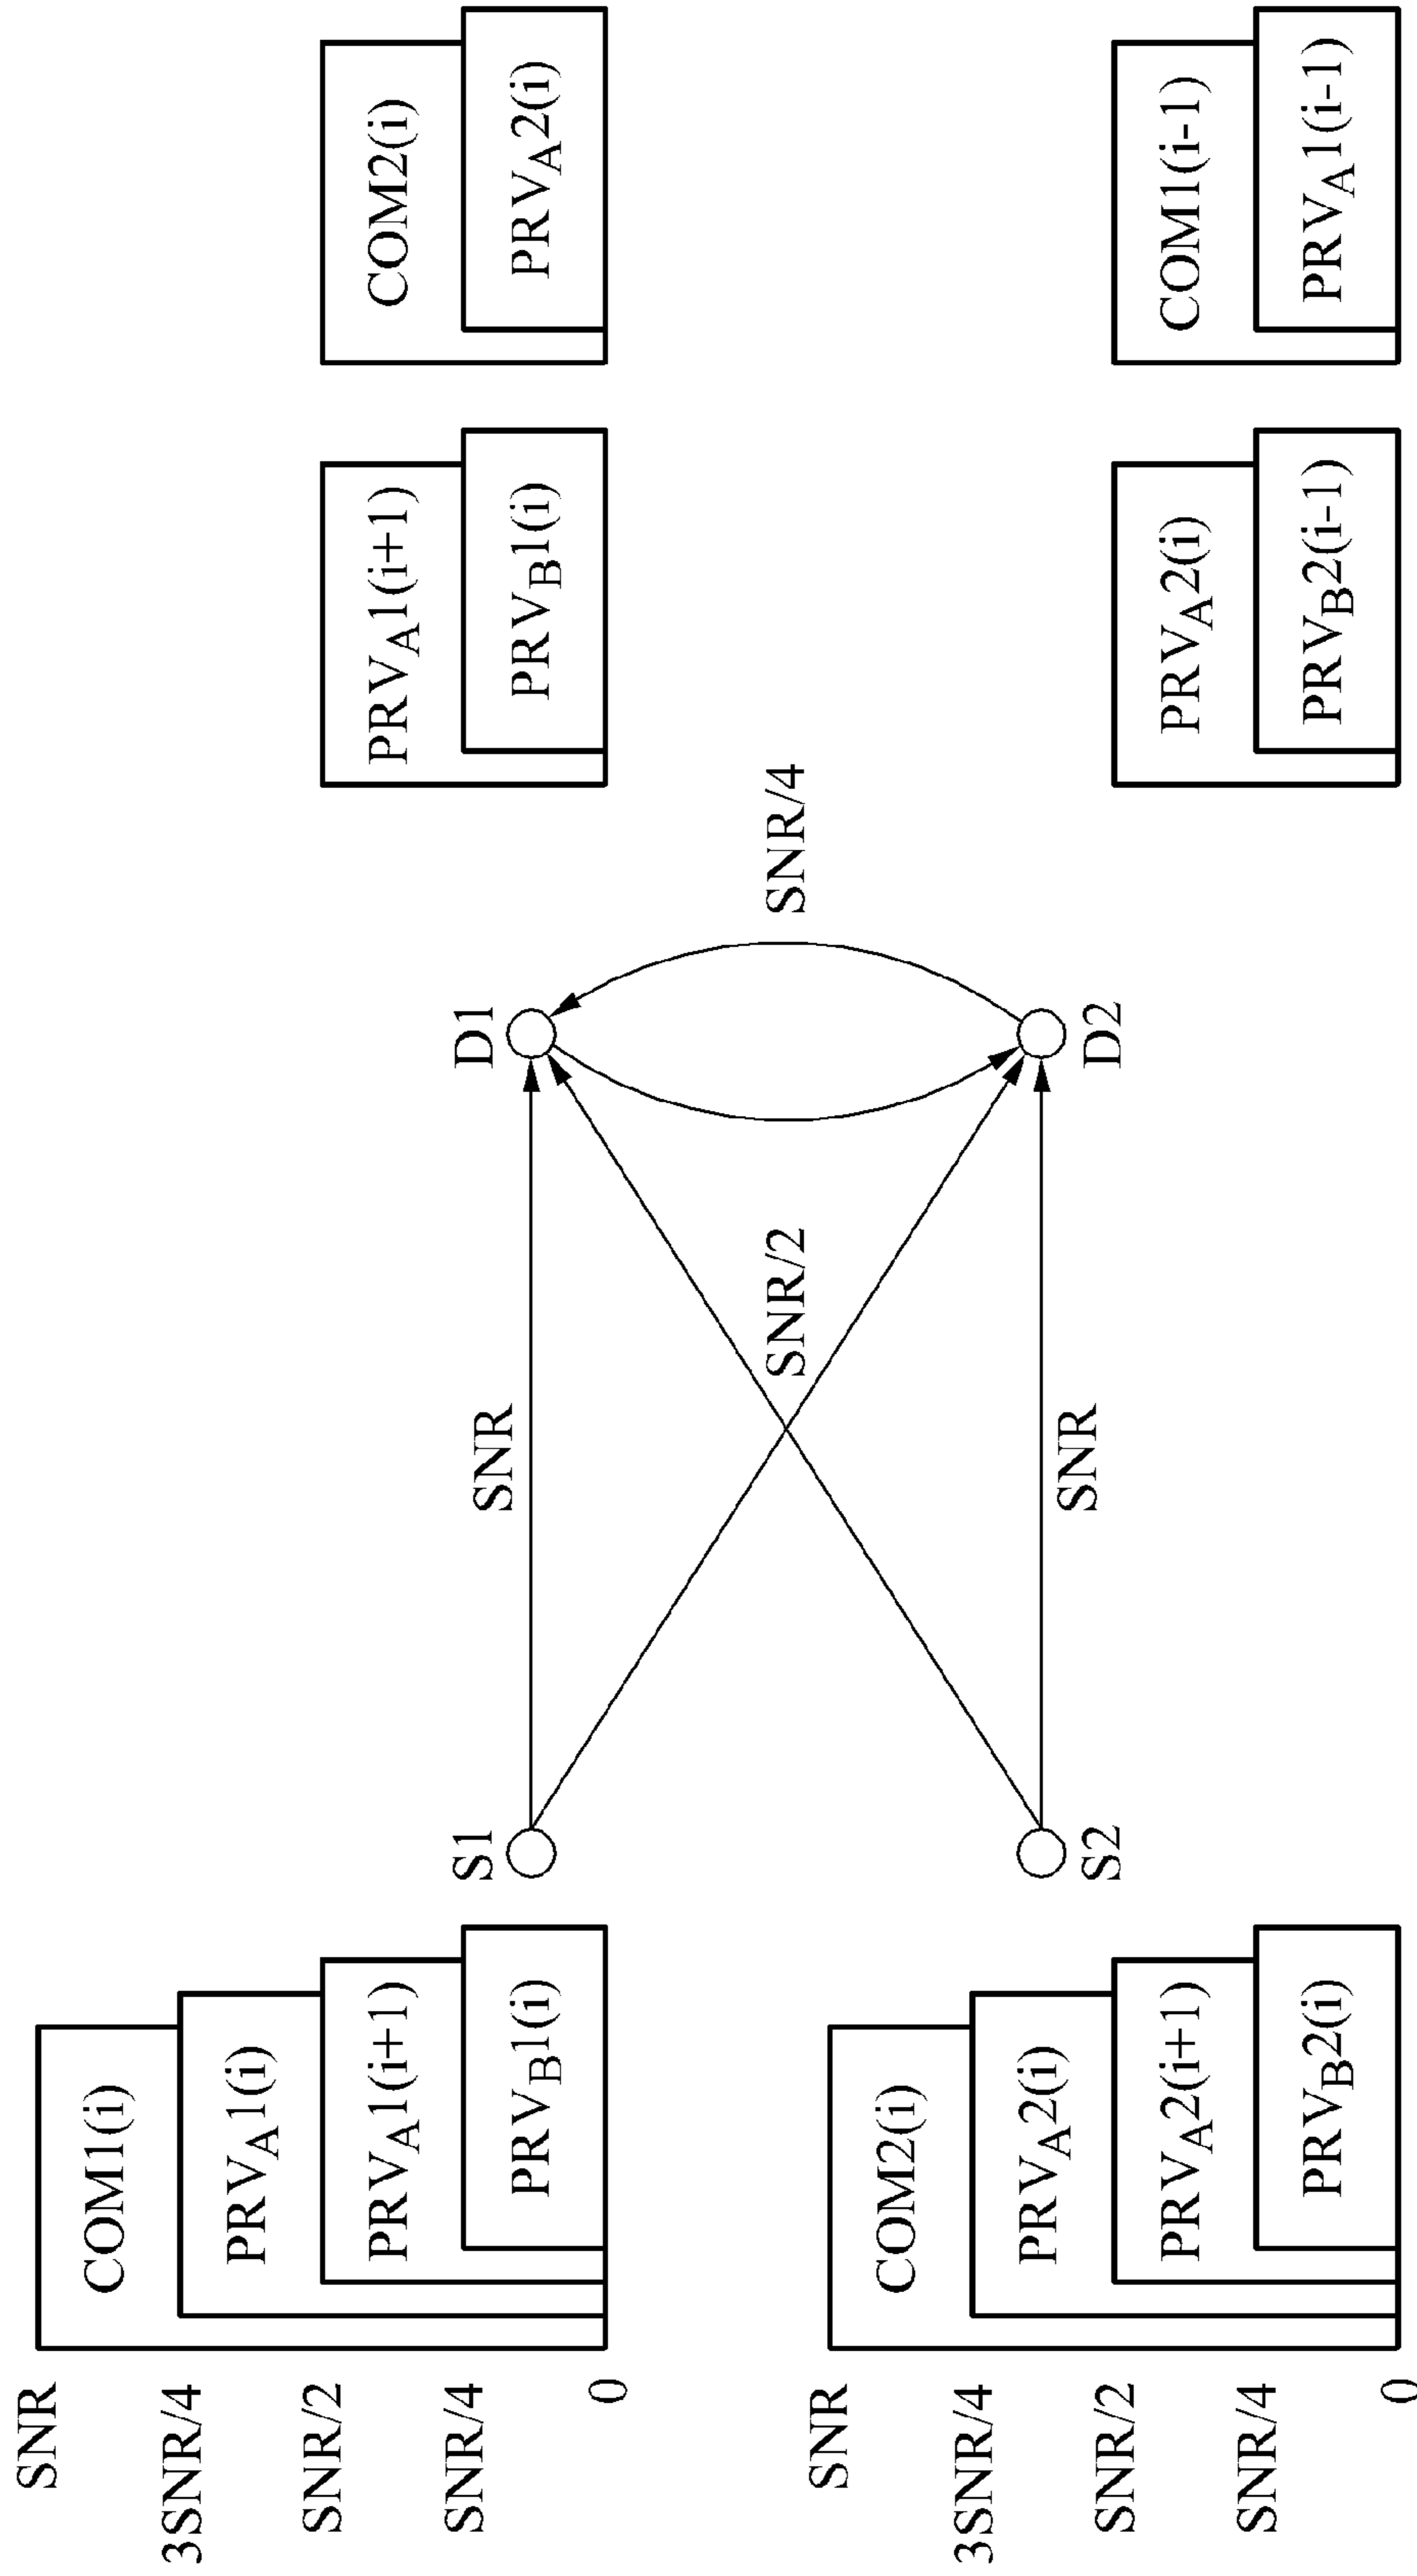 SNR
3SNR/4
SNR/2
SNR/4
0
COM1(i)
PRVA1(i)
PRVA1(i+1)
PRVB1(i)
S1
SNR
D1
PRVA1(i+1)
PRVB1(i)
COM2(i)
PRVA2(i)
SNR/2
SNR/4
SNR
3SNR/4
SNR/2
SNR/4
0
COM2(i)
PRVA2(i)
PRVA2(i+1)
PRVB2(i)
S2
SNR
D2
PRVA2(i)
PRVB2(i-1)
COM1(i-1)
PRVA1(i-1)